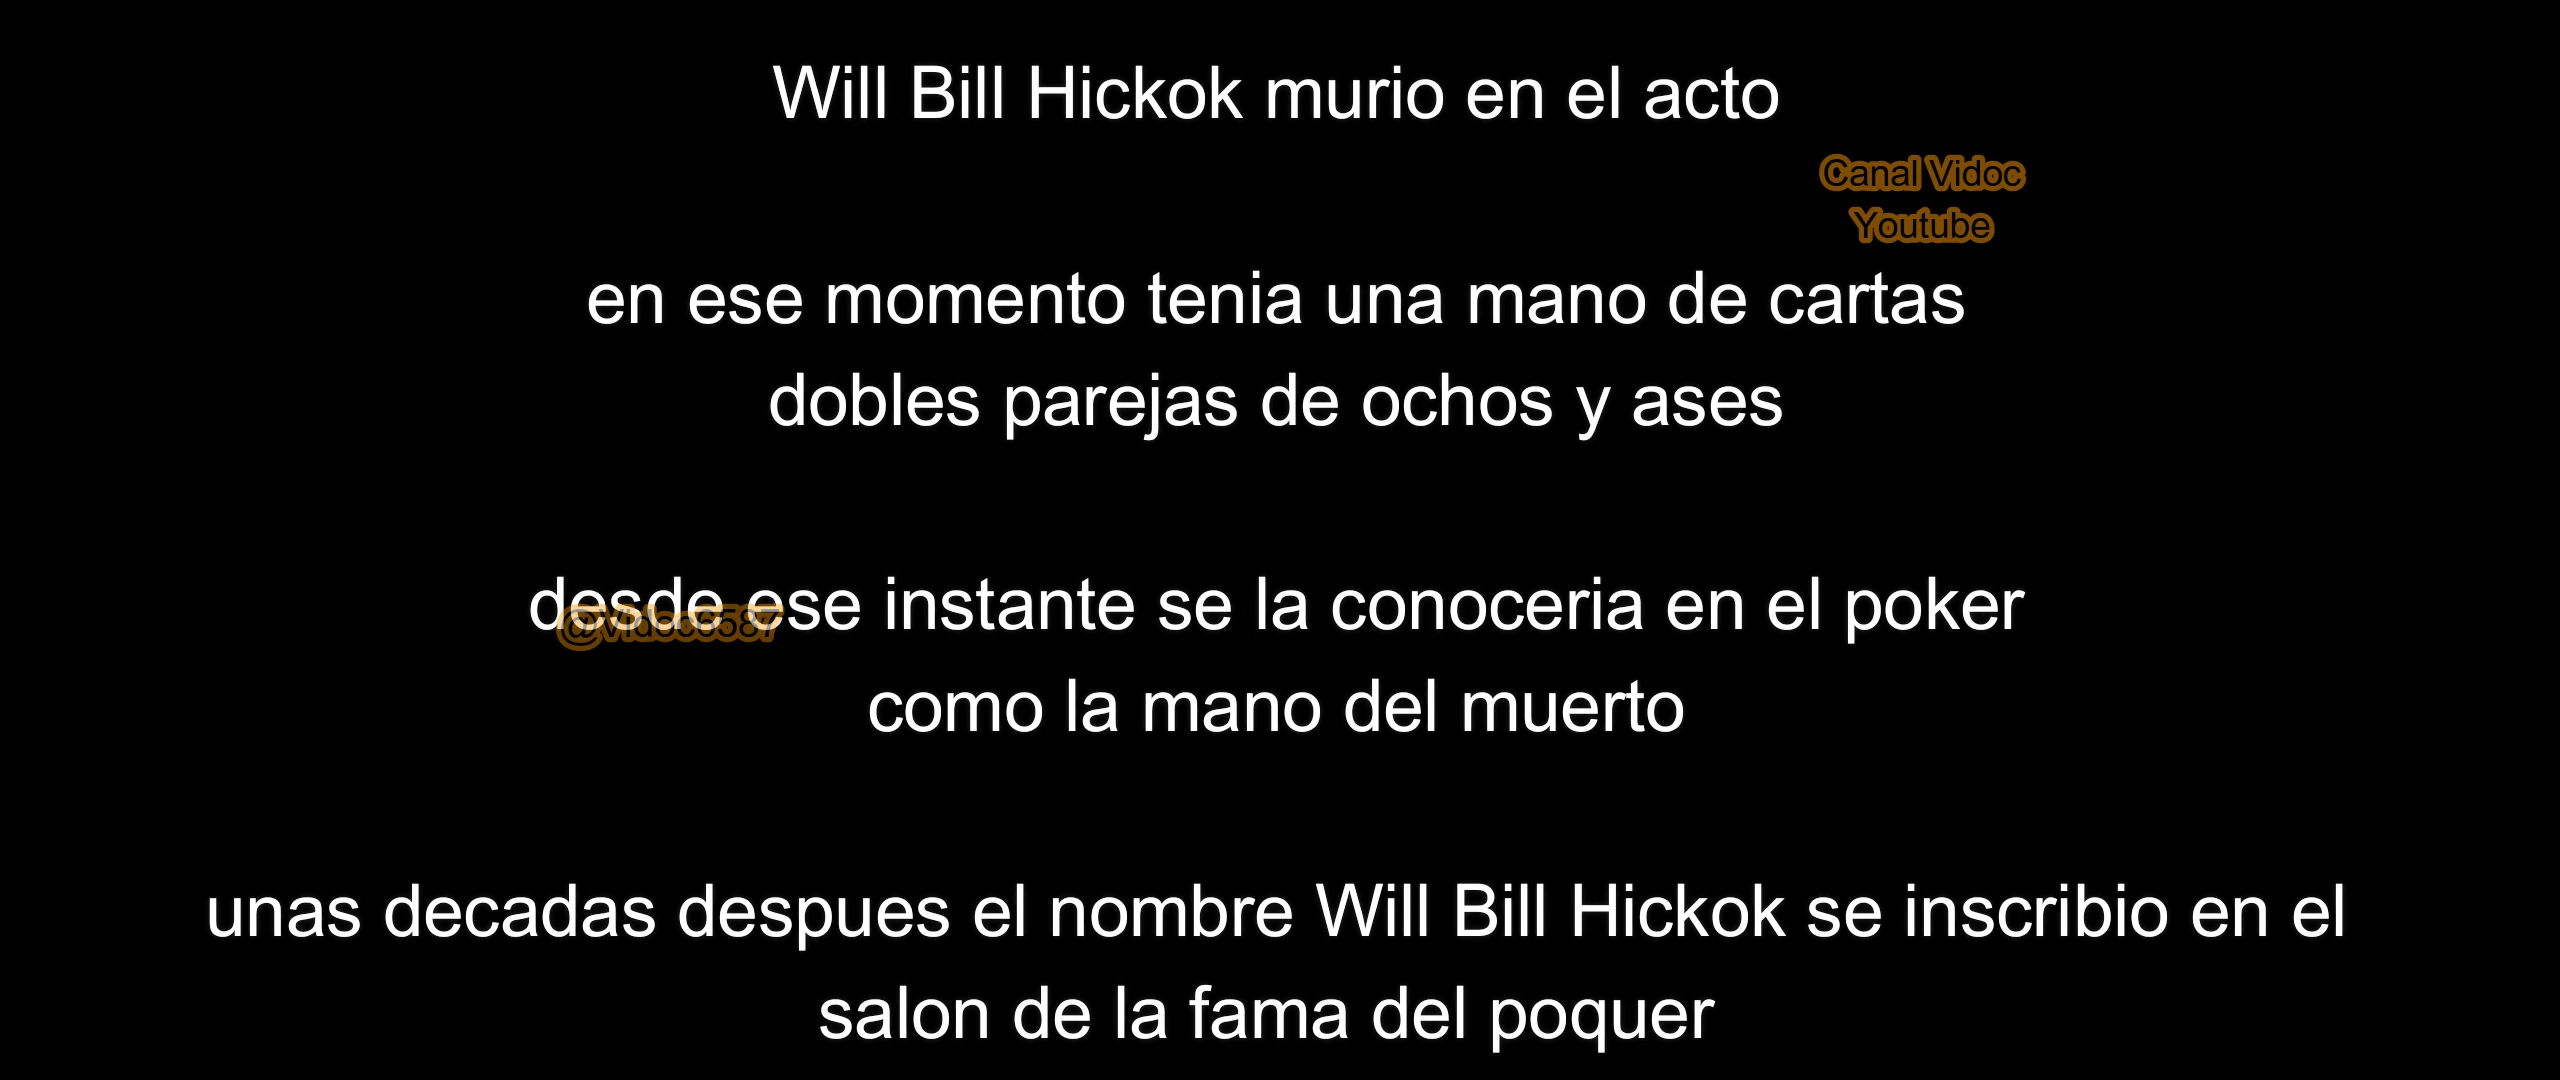 Will Bill Hickok murio en el acto
Canal Vidoc
Youtube
en ese momento tenia una mano de cartas
dobles parejas de ochos y ases
desde ese instante se la conoceria en el poker
@vidoc6587
como la mano del muerto
unas decadas despues el nombre Will Bill Hickok se inscribio en el
salon de la fama del poquer